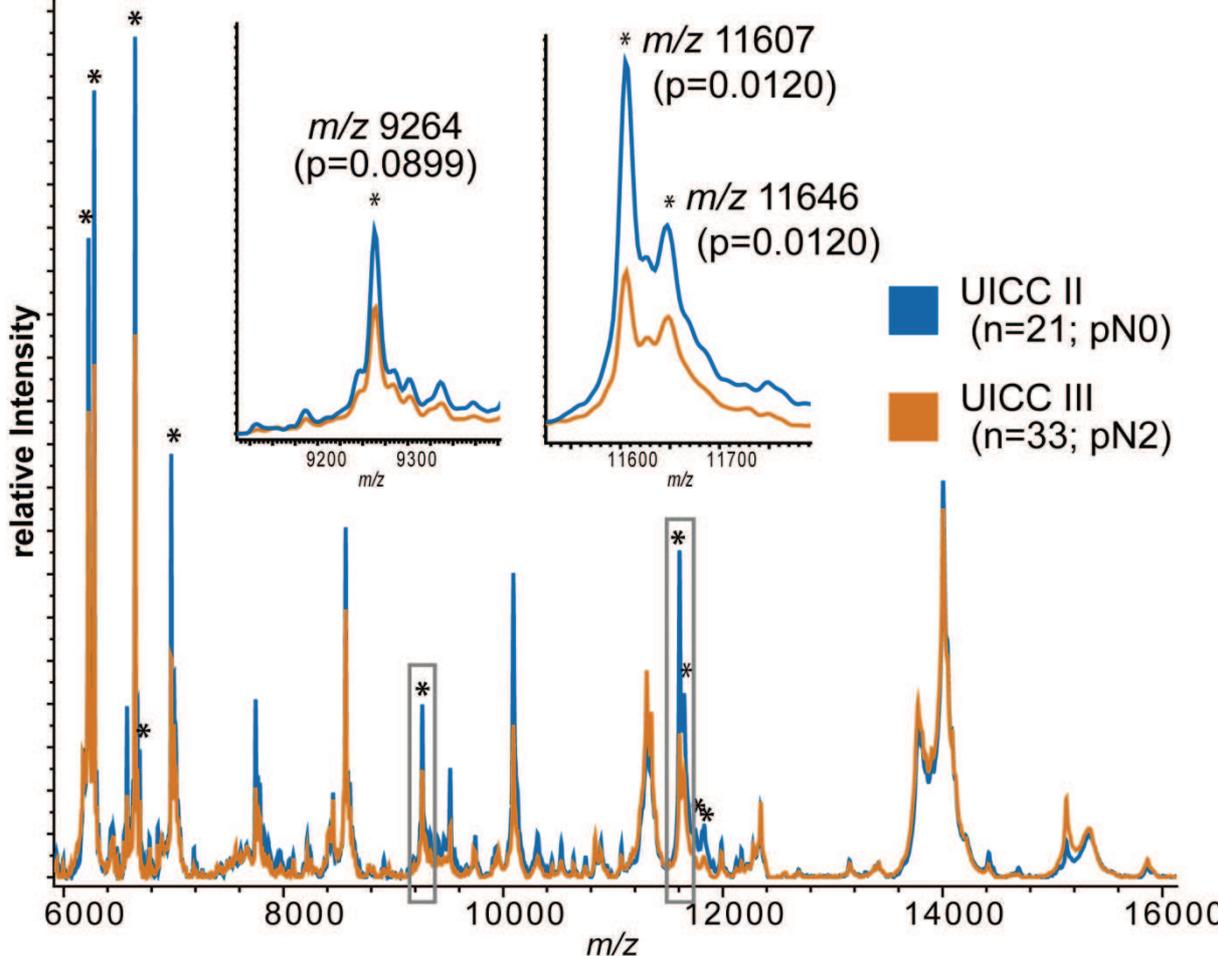 *
*
*
*
*
m/z 9264
(p=0.0899)
*
* m/z 11607
(p=0.0120)
* m/z 11646
(p=0.0120)
9200 9300
m/z
11600 11700
m/z
UICC II
(n=21; pN0)
UICC III
(n=33; pN2)
relative Intensity
*
*
*
**
6000 8000 10000 12000 14000 16000
m/z